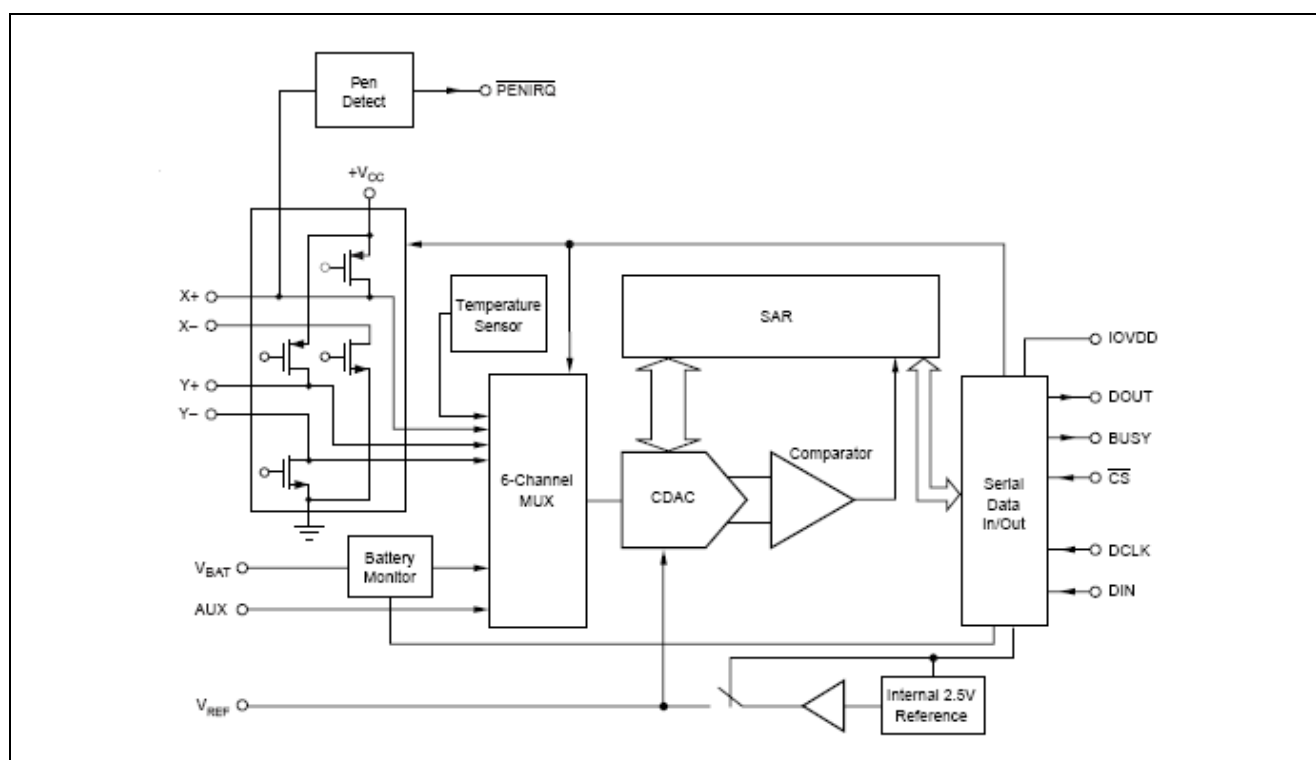 Pen
Detect
PENIRQ
+VCC
X+
X–
Y+
Y–
Temperature
Sensor
SAR
IOVDD
DOUT
BUSY
CS
DCLK
DIN
Serial
Data
In/Out
6-Channel
MUX
CDAC
Comparator
VBAT
Battery
Monitor
AUX
VREF
Internal 2.5V
Reference